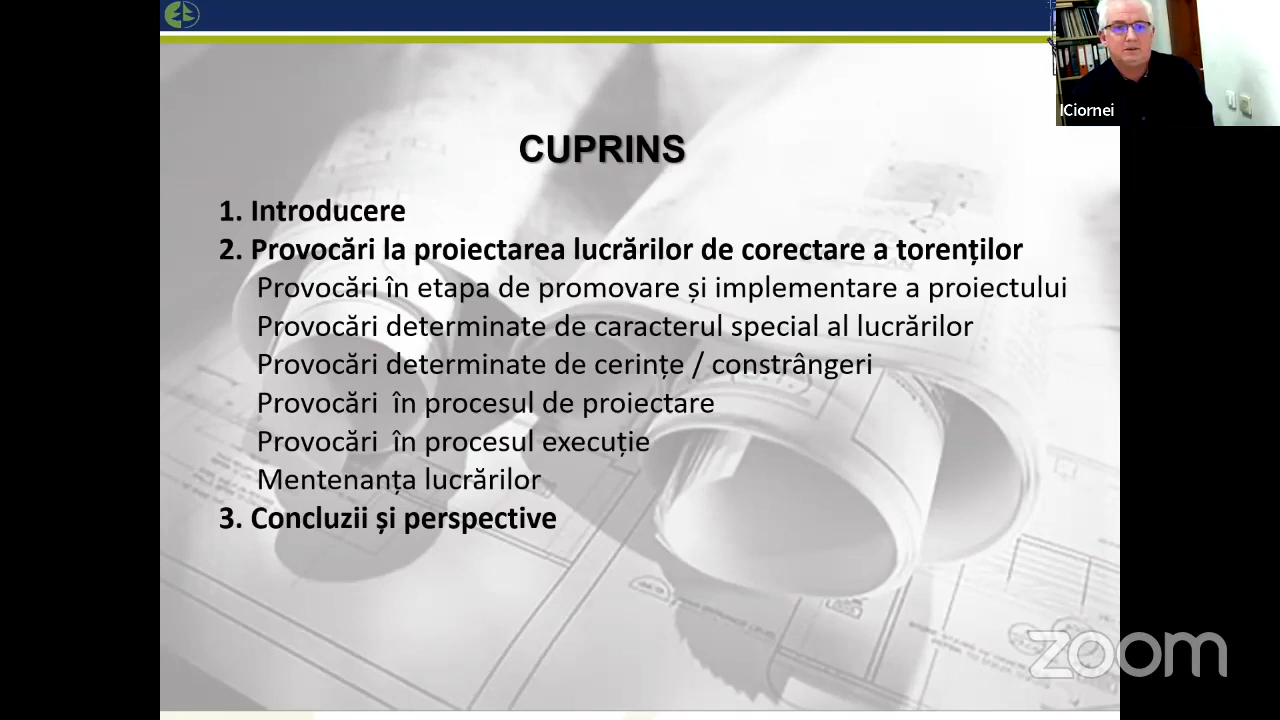 ICiornei
CUPRINS
1. Introducere
2. Provocări la proiectarea lucrărilor de corectare a torenților
Provocări în etapa de promovare și implementare a proiectului
Provocări determinate de caracterul special al lucrărilor
Provocări determinate de cerințe / constrângeri
Provocări în procesul de proiectare
Provocări în procesul execuție
Mentenanța lucrărilor
3. Concluzii și perspective
zoom